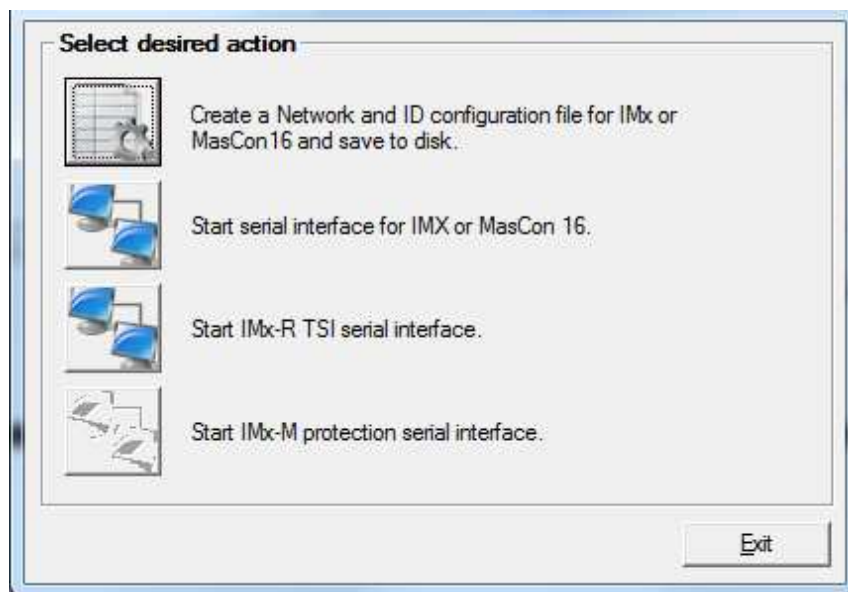 Select desired action
Create a Network and ID configuration file for IMx or
MasCon16 and save to disk.
Start serial interface for IMX or MasCon 16.
Start IMx-R TSI serial interface.
Start IMx-M protection serial interface.
Exit